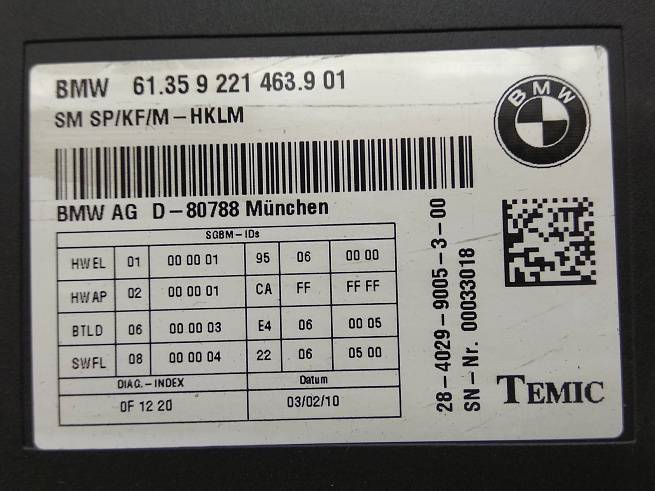 BMW 61.35 9 221 463.9 01
SM SP/KF/M-HKLM
BMW
BMW AG D-80788 München
SGBM-IDs
HWEL 01 00 00 01 95 06 00 00
HWAP 02 00 00 01 CA FF FF FF
BTLD 06 00 00 03 E4 06 00 05
SWFL 08 00 00 04 22 06 05 00
DIAG.-INDEX Datum
0F 12 20 03/02/10
28-4029-9005-3-00
SN-Nr. 00033018
TEMIC